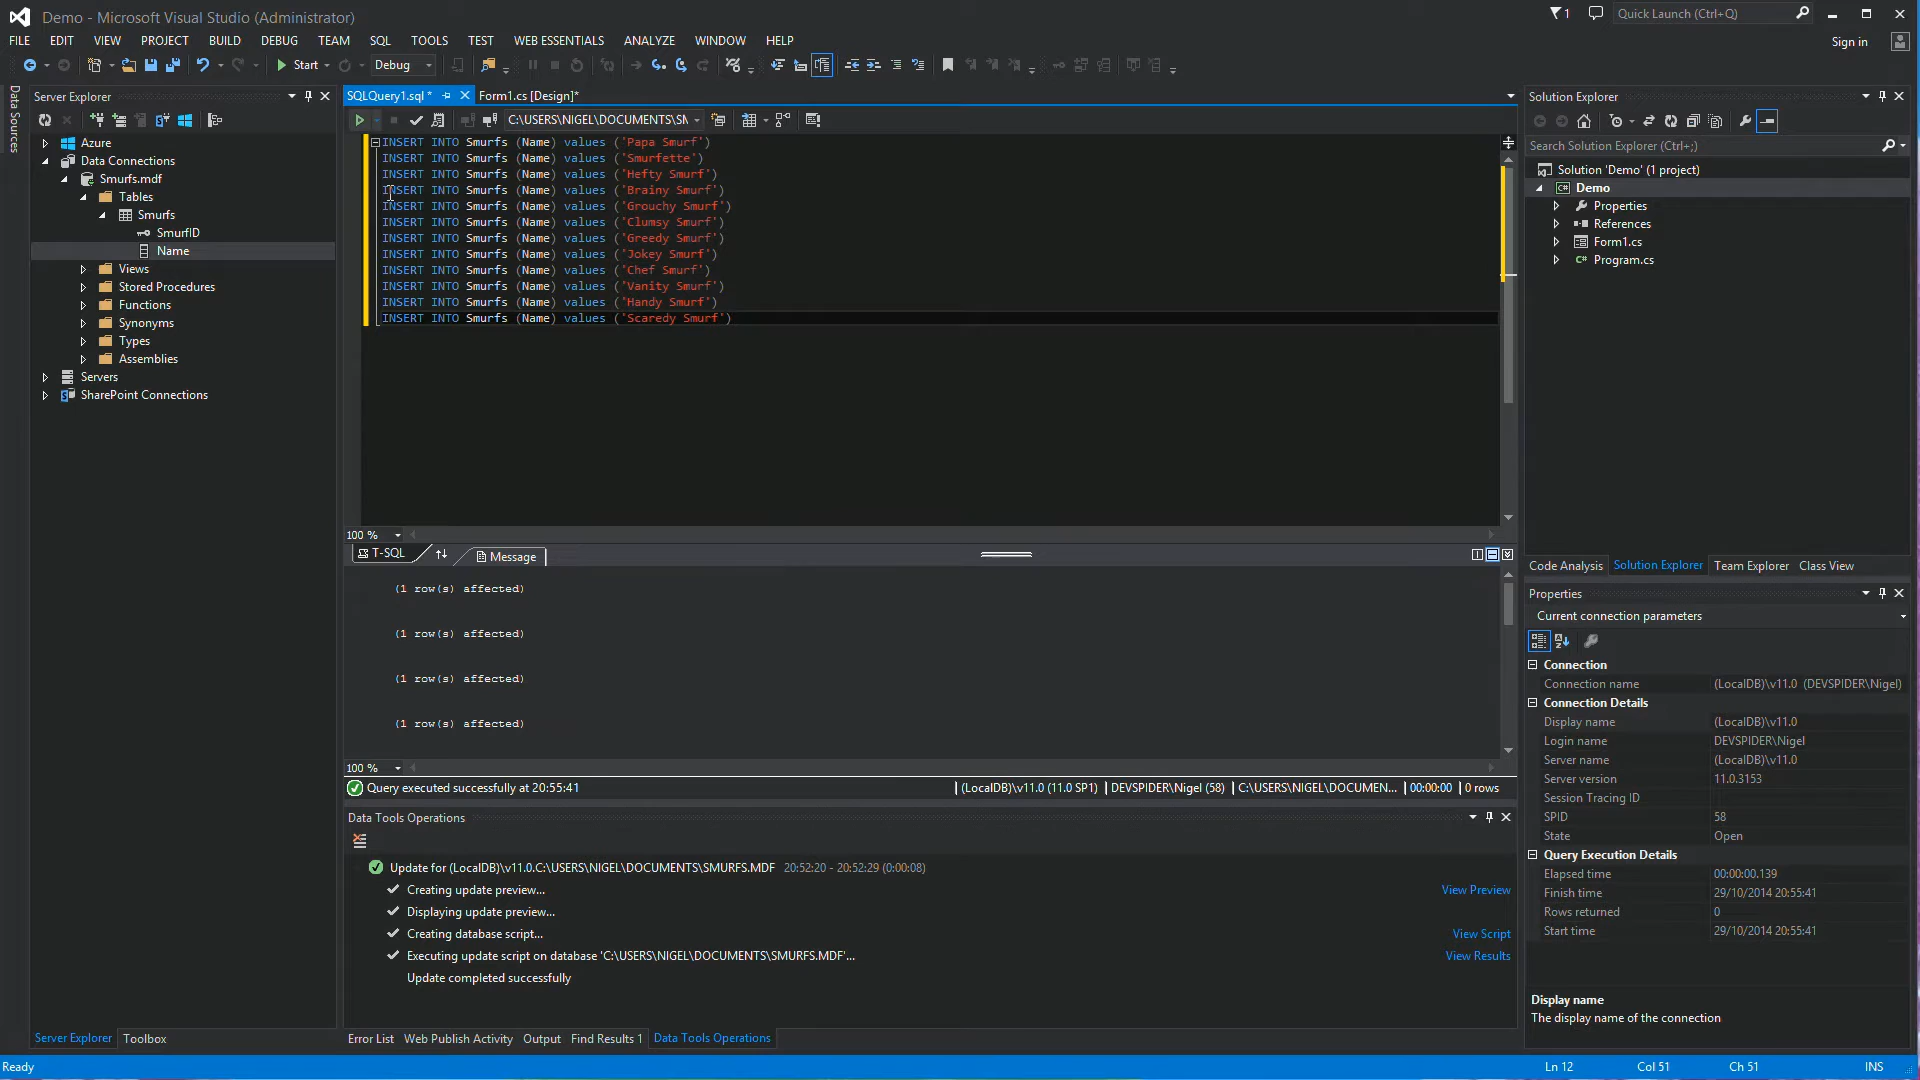 Demo - Microsoft Visual Studio (Administrator)
1
Quick Launch (Ctrl+Q)
FILE EDIT VIEW PROJECT BUILD DEBUG TEAM SQL TOOLS TEST WEB ESSENTIALS ANALYZE WINDOW HELP
Sign in
Start
Debug
Data Sources
Server Explorer
Azure
Data Connections
Smurfs.mdf
Tables
Smurfs
SmurfID
Name
Views
Stored Procedures
Functions
Synonyms
Types
Assemblies
Servers
SharePoint Connections
Server Explorer
Toolbox
SQLQuery1.sql *
Form1.cs [Design]*
C:\USERS\NIGEL\DOCUMENTS\SM
INSERT INTO Smurfs (Name) values ('Papa Smurf')
INSERT INTO Smurfs (Name) values ('Smurfette')
INSERT INTO Smurfs (Name) values ('Hefty Smurf')
INSERT INTO Smurfs (Name) values ('Brainy Smurf')
INSERT INTO Smurfs (Name) values ('Grouchy Smurf')
INSERT INTO Smurfs (Name) values ('Clumsy Smurf')
INSERT INTO Smurfs (Name) values ('Greedy Smurf')
INSERT INTO Smurfs (Name) values ('Jokey Smurf')
INSERT INTO Smurfs (Name) values ('Chef Smurf')
INSERT INTO Smurfs (Name) values ('Vanity Smurf')
INSERT INTO Smurfs (Name) values ('Handy Smurf')
INSERT INTO Smurfs (Name) values ('Scaredy Smurf')
100 %
T-SQL
Message
(1 row(s) affected)
(1 row(s) affected)
(1 row(s) affected)
(1 row(s) affected)
100 %
Query executed successfully at 20:55:41
(LocalDB)\v11.0 (11.0 SP1)
DEVSPIDER\Nigel (58)
C:\USERS\NIGEL\DOCUMEN...
00:00:00
0 rows
Data Tools Operations
Update for (LocalDB)\v11.0.C:\USERS\NIGEL\DOCUMENTS\SMURFS.MDF 20:52:20 - 20:52:29 (0:00:08)
Creating update preview... View Preview
Displaying update preview...
Creating database script... View Script
Executing update script on database 'C:\USERS\NIGEL\DOCUMENTS\SMURFS.MDF'... View Results
Update completed successfully
Error List Web Publish Activity Output Find Results 1 Data Tools Operations
Solution Explorer
Search Solution Explorer (Ctrl+;)
Solution 'Demo' (1 project)
Demo
Properties
References
Form1.cs
Program.cs
Code Analysis Solution Explorer Team Explorer Class View
Properties
Current connection parameters
Connection
Connection name (LocalDB)\v11.0 (DEVSPIDER\Nigel)
Connection Details
Display name (LocalDB)\v11.0
Login name DEVSPIDER\Nigel
Server name (LocalDB)\v11.0
Server version 11.0.3153
Session Tracing ID
SPID 58
State Open
Query Execution Details
Elapsed time 00:00:00.139
Finish time 29/10/2014 20:55:41
Rows returned 0
Start time 29/10/2014 20:55:41
Display name
The display name of the connection
Ready
Ln 12 Col 51 Ch 51 INS